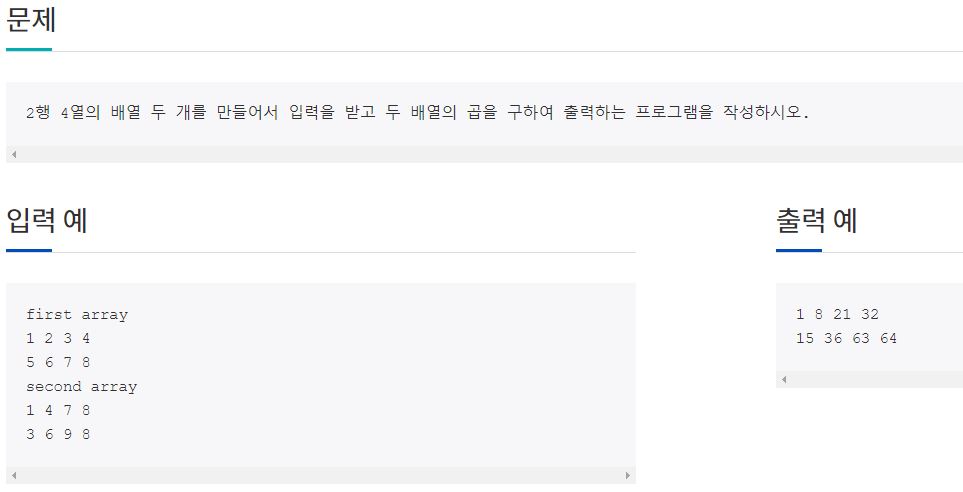 문제
2행 4열의 배열 두 개를 만들어서 입력을 받고 두 배열의 곱을 구하여 출력하는 프로그램을 작성하시오.
입력 예
first array
1 2 3 4
5 6 7 8
second array
1 4 7 8
3 6 9 8
출력 예
1 8 21 32
15 36 63 64